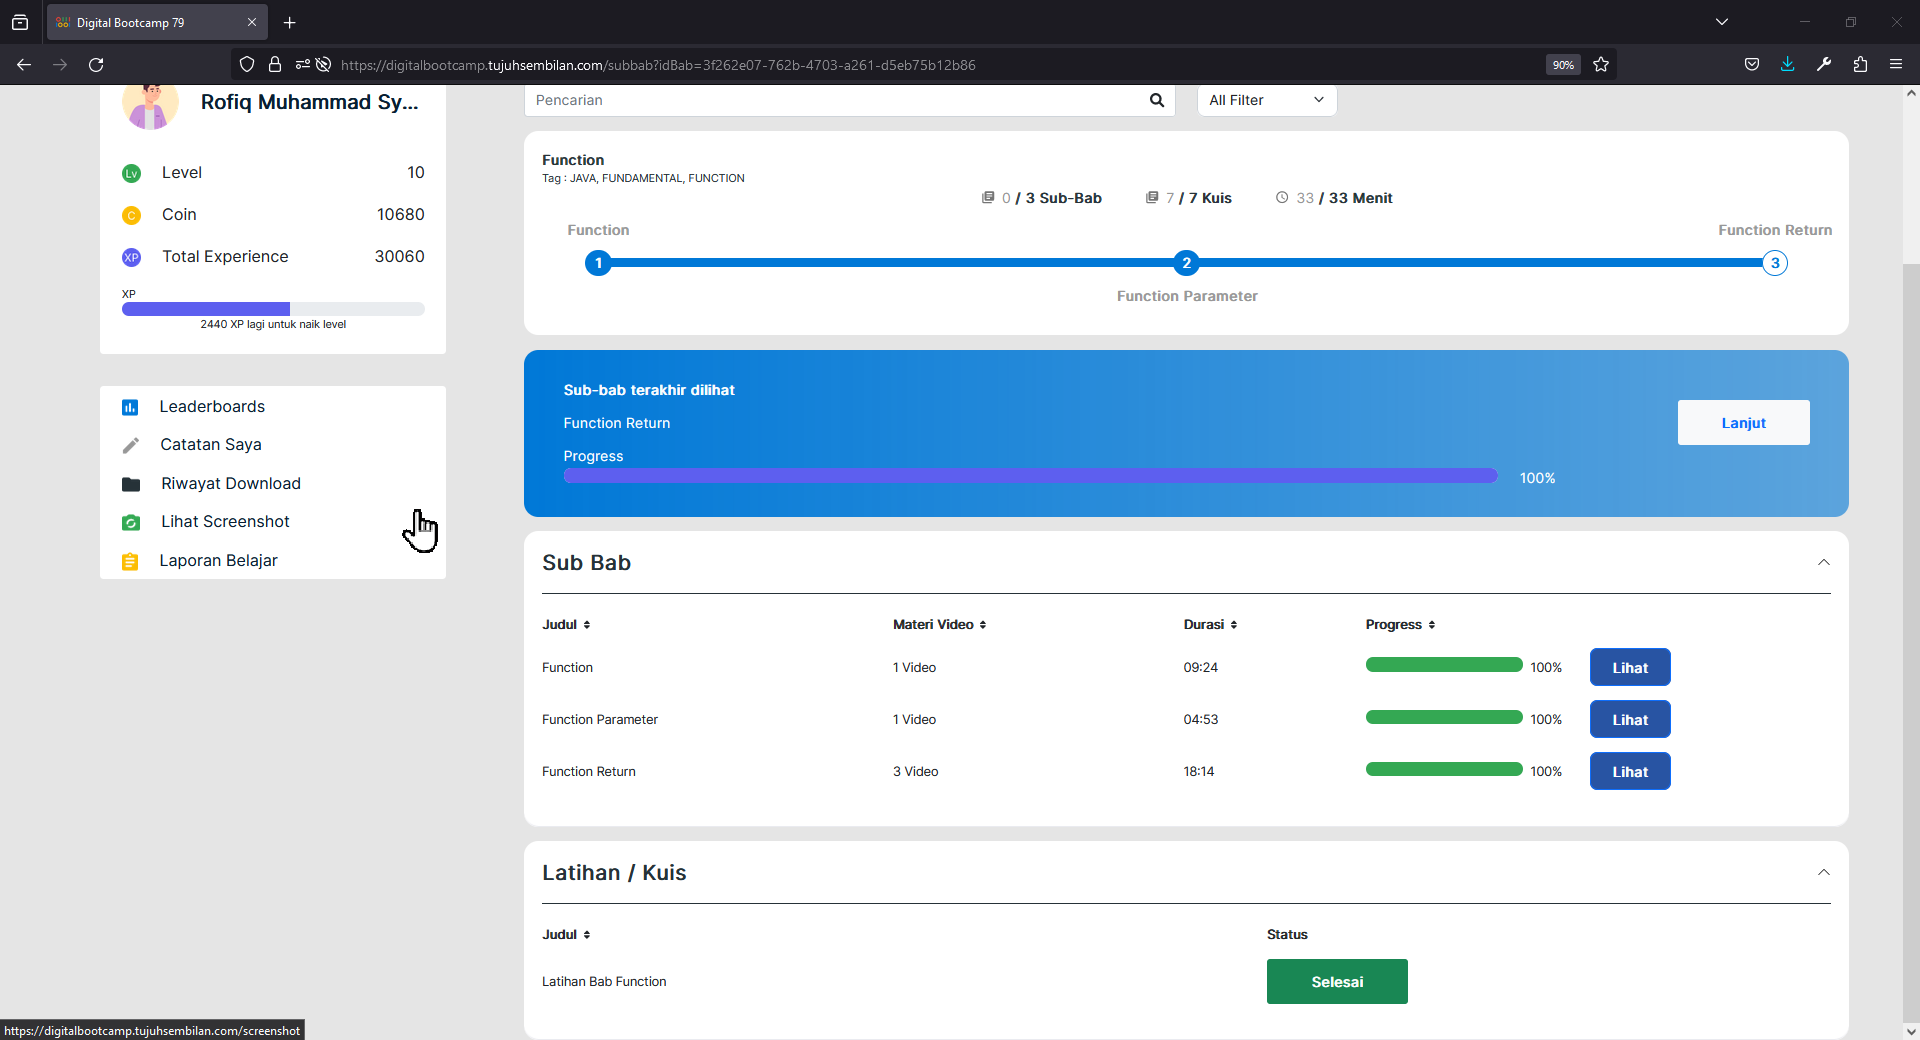 Digital Bootcamp 79
https://digitalbootcamp.tujuhsembilan.com/subbab?idBab=3f262e07-762b-4703-a261-d5eb75b12b86
90%
Rofiq Muhammad Sy...
Lv Level 10
C Coin 10680
XP Total Experience 30060
XP
2440 XP lagi untuk naik level
Leaderboards
Catatan Saya
Riwayat Download
Lihat Screenshot
Laporan Belajar
Pencarian
All Filter
Function
Tag : JAVA, FUNDAMENTAL, FUNCTION
0 / 3 Sub-Bab 7 / 7 Kuis 33 / 33 Menit
Function Function Return
1 2 3
Function Parameter
Sub-bab terakhir dilihat
Function Return
Lanjut
Progress
100%
Sub Bab
Judul Materi Video Durasi Progress
Function 1 Video 09:24 100% Lihat
Function Parameter 1 Video 04:53 100% Lihat
Function Return 3 Video 18:14 100% Lihat
Latihan / Kuis
Judul Status
Latihan Bab Function Selesai
https://digitalbootcamp.tujuhsembilan.com/screenshot